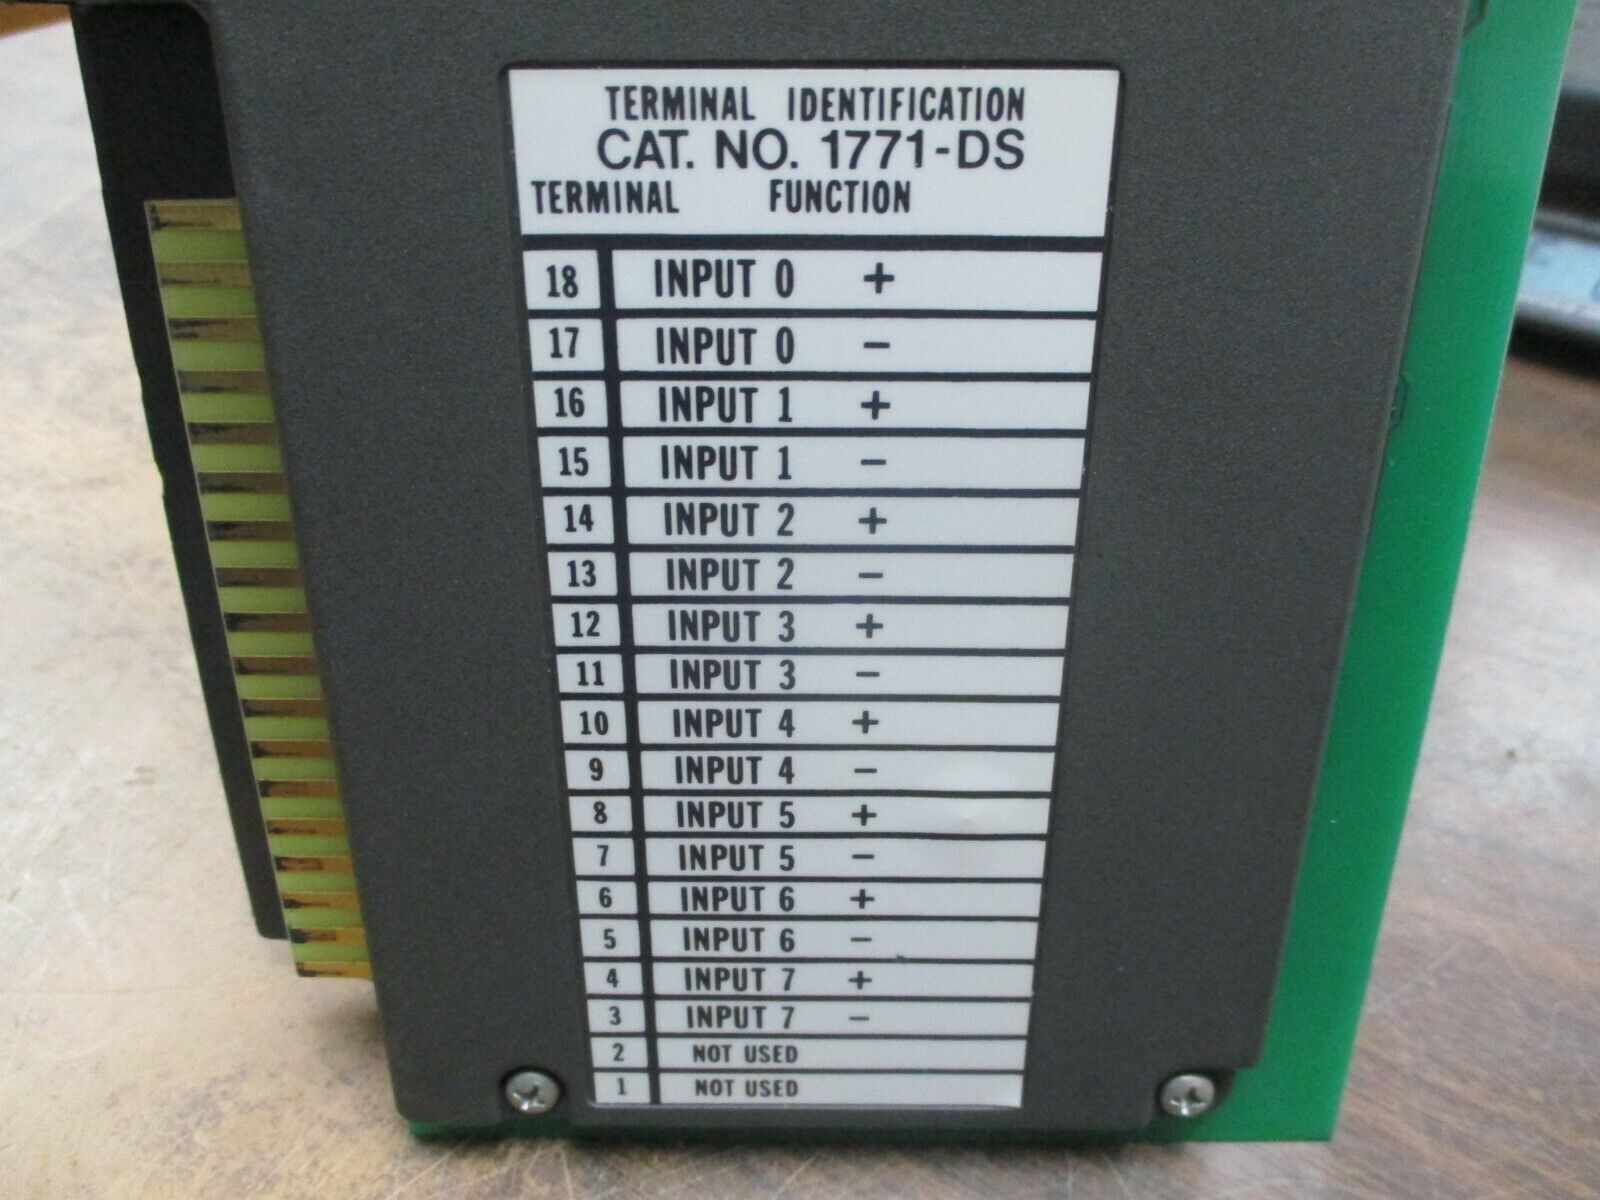 TERMINAL IDENTIFICATION
CAT. NO. 1771-DS
TERMINAL FUNCTION
18 INPUT 0 +
17 INPUT 0 −
16 INPUT 1 +
15 INPUT 1 −
14 INPUT 2 +
13 INPUT 2 −
12 INPUT 3 +
11 INPUT 3 −
10 INPUT 4 +
9 INPUT 4 −
8 INPUT 5 +
7 INPUT 5 −
6 INPUT 6 +
5 INPUT 6 −
4 INPUT 7 +
3 INPUT 7 −
2 NOT USED
1 NOT USED